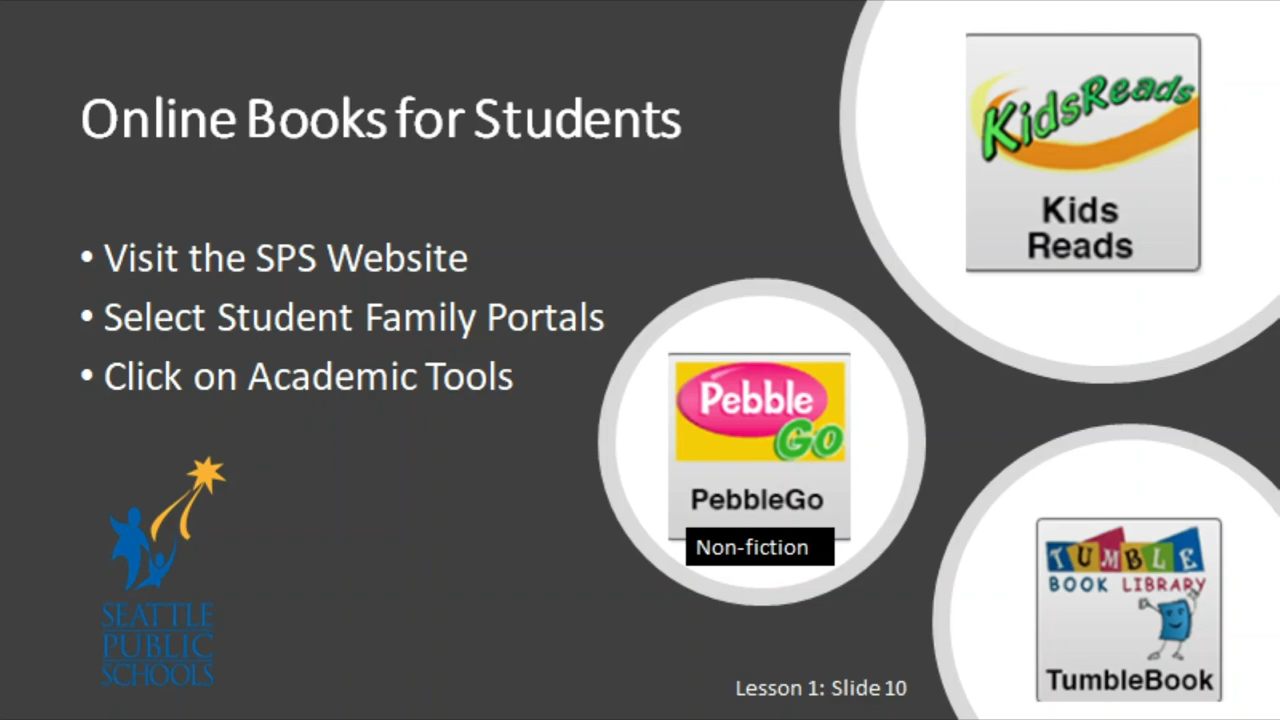 Online Books for Students
• Visit the SPS Website
• Select Student Family Portals
• Click on Academic Tools
SEATTLE
PUBLIC
SCHOOLS
KidsReads
Kids
Reads
Pebble
Go
PebbleGo
Non-fiction
TUMBLE
BOOK LIBRARY
TumbleBook
Lesson 1: Slide 10